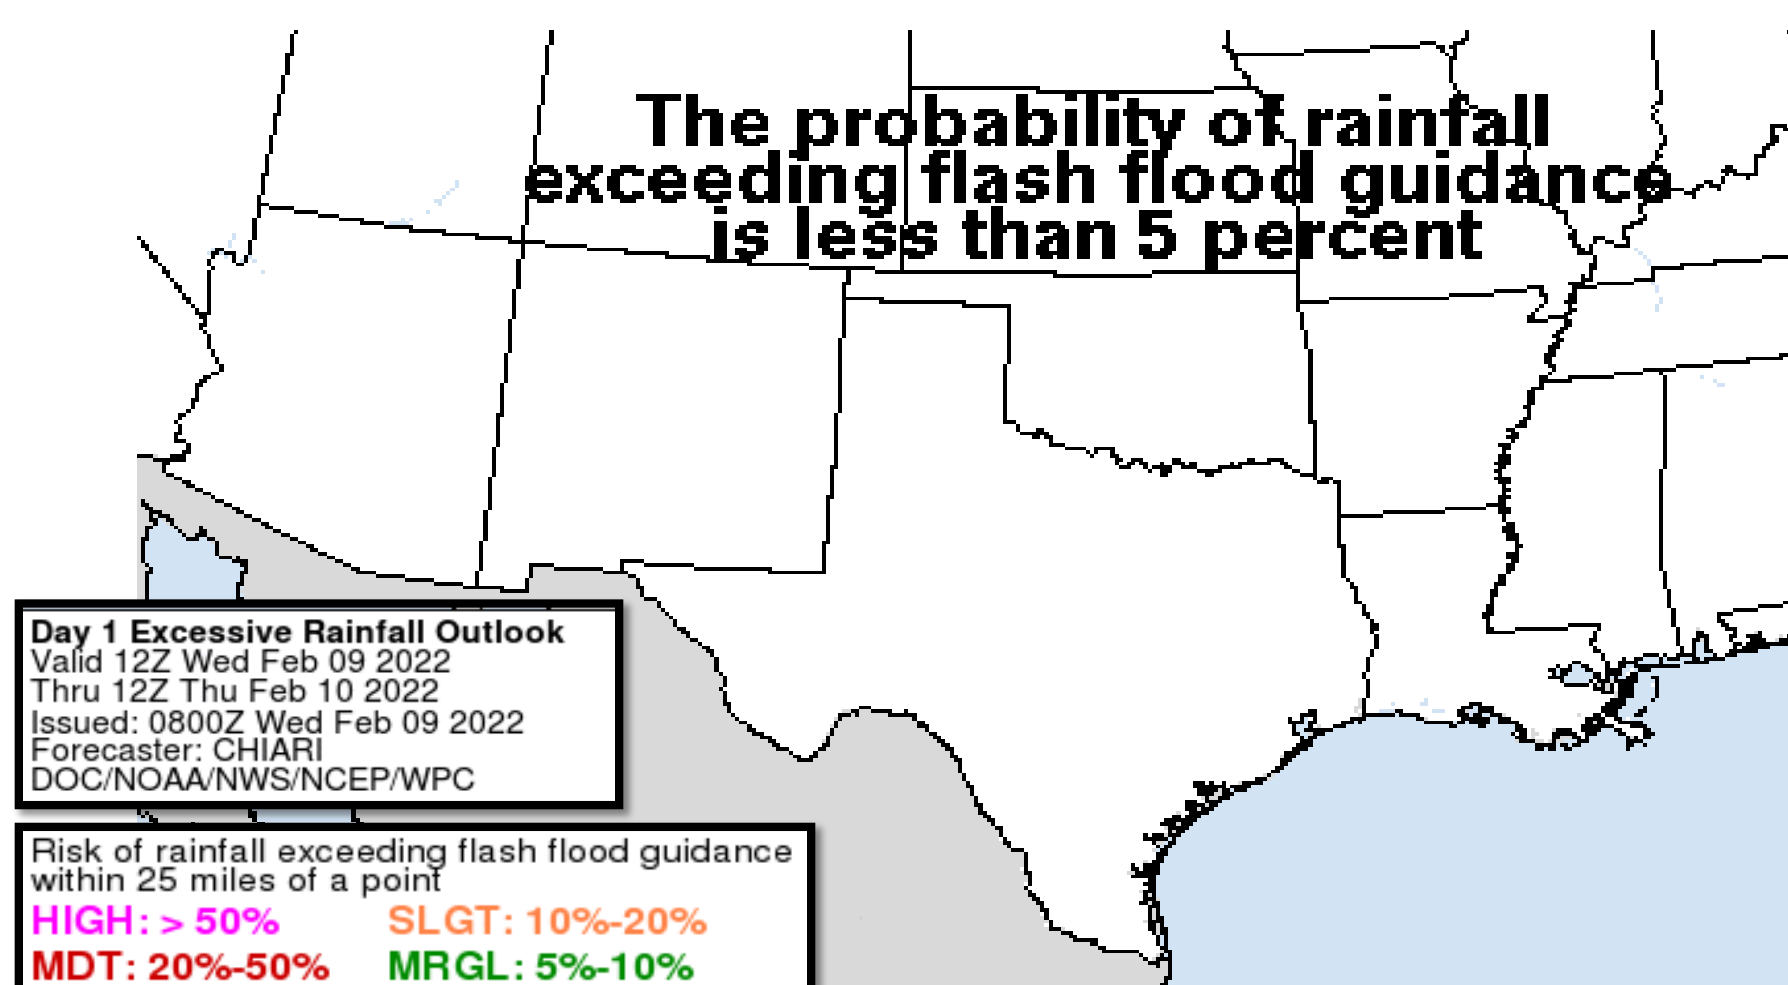 The probability of rainfall
exceeding flash flood guidance
is less than 5 percent
Day 1 Excessive Rainfall Outlook
Valid 12Z Wed Feb 09 2022
Thru 12Z Thu Feb 10 2022
Issued: 0800Z Wed Feb 09 2022
Forecaster: CHIARI
DOC/NOAA/NWS/NCEP/WPC
Risk of rainfall exceeding flash flood guidance
within 25 miles of a point
HIGH: > 50% SLGT: 10%-20%
MDT: 20%-50% MRGL: 5%-10%